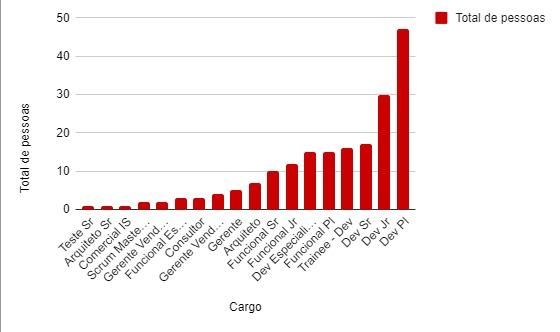 50
40
30
20
10
0
Total de pessoas
Total de pessoas
Teste Sr
Arquiteto Sr
Comercial IS
Scrum Maste…
Gerente Vend…
Funcional Es…
Consultor
Gerente Vend…
Gerente
Arquiteto
Funcional Sr
Funcional Jr
Dev Especiali…
Funcional Pl
Trainee - Dev
Dev Sr
Dev Jr
Dev Pl
Cargo